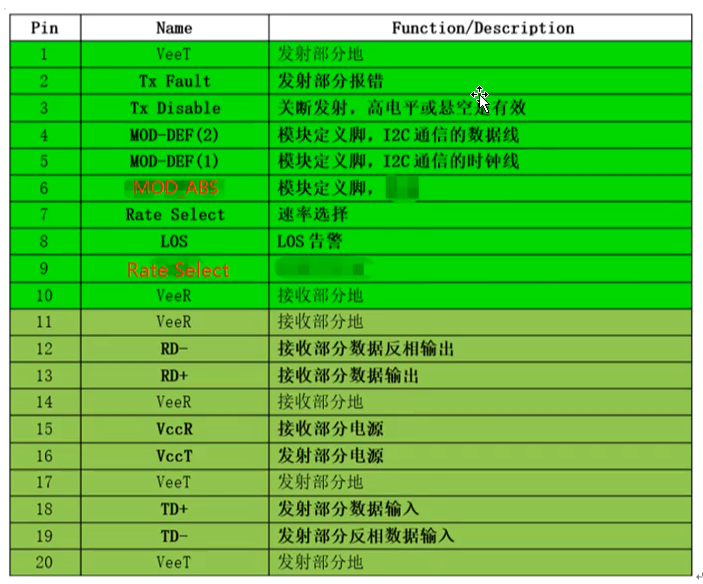 Pin Name Function/Description
1 VeeT 发射部分地
2 Tx Fault 发射部分报错
3 Tx Disable 关断发射，高电平或悬空有效
4 MOD-DEF(2) 模块定义脚，I2C通信的数据线
5 MOD-DEF(1) 模块定义脚，I2C通信的时钟线
6 MOD_ABS 模块定义脚，
7 Rate Select 速率选择
8 LOS LOS告警
9 Rate Select
10 VeeR 接收部分地
11 VeeR 接收部分地
12 RD- 接收部分数据反相输出
13 RD+ 接收部分数据输出
14 VeeR 接收部分地
15 VccR 接收部分电源
16 VccT 发射部分电源
17 VeeT 发射部分地
18 TD+ 发射部分数据输入
19 TD- 发射部分反相数据输入
20 VeeT 发射部分地